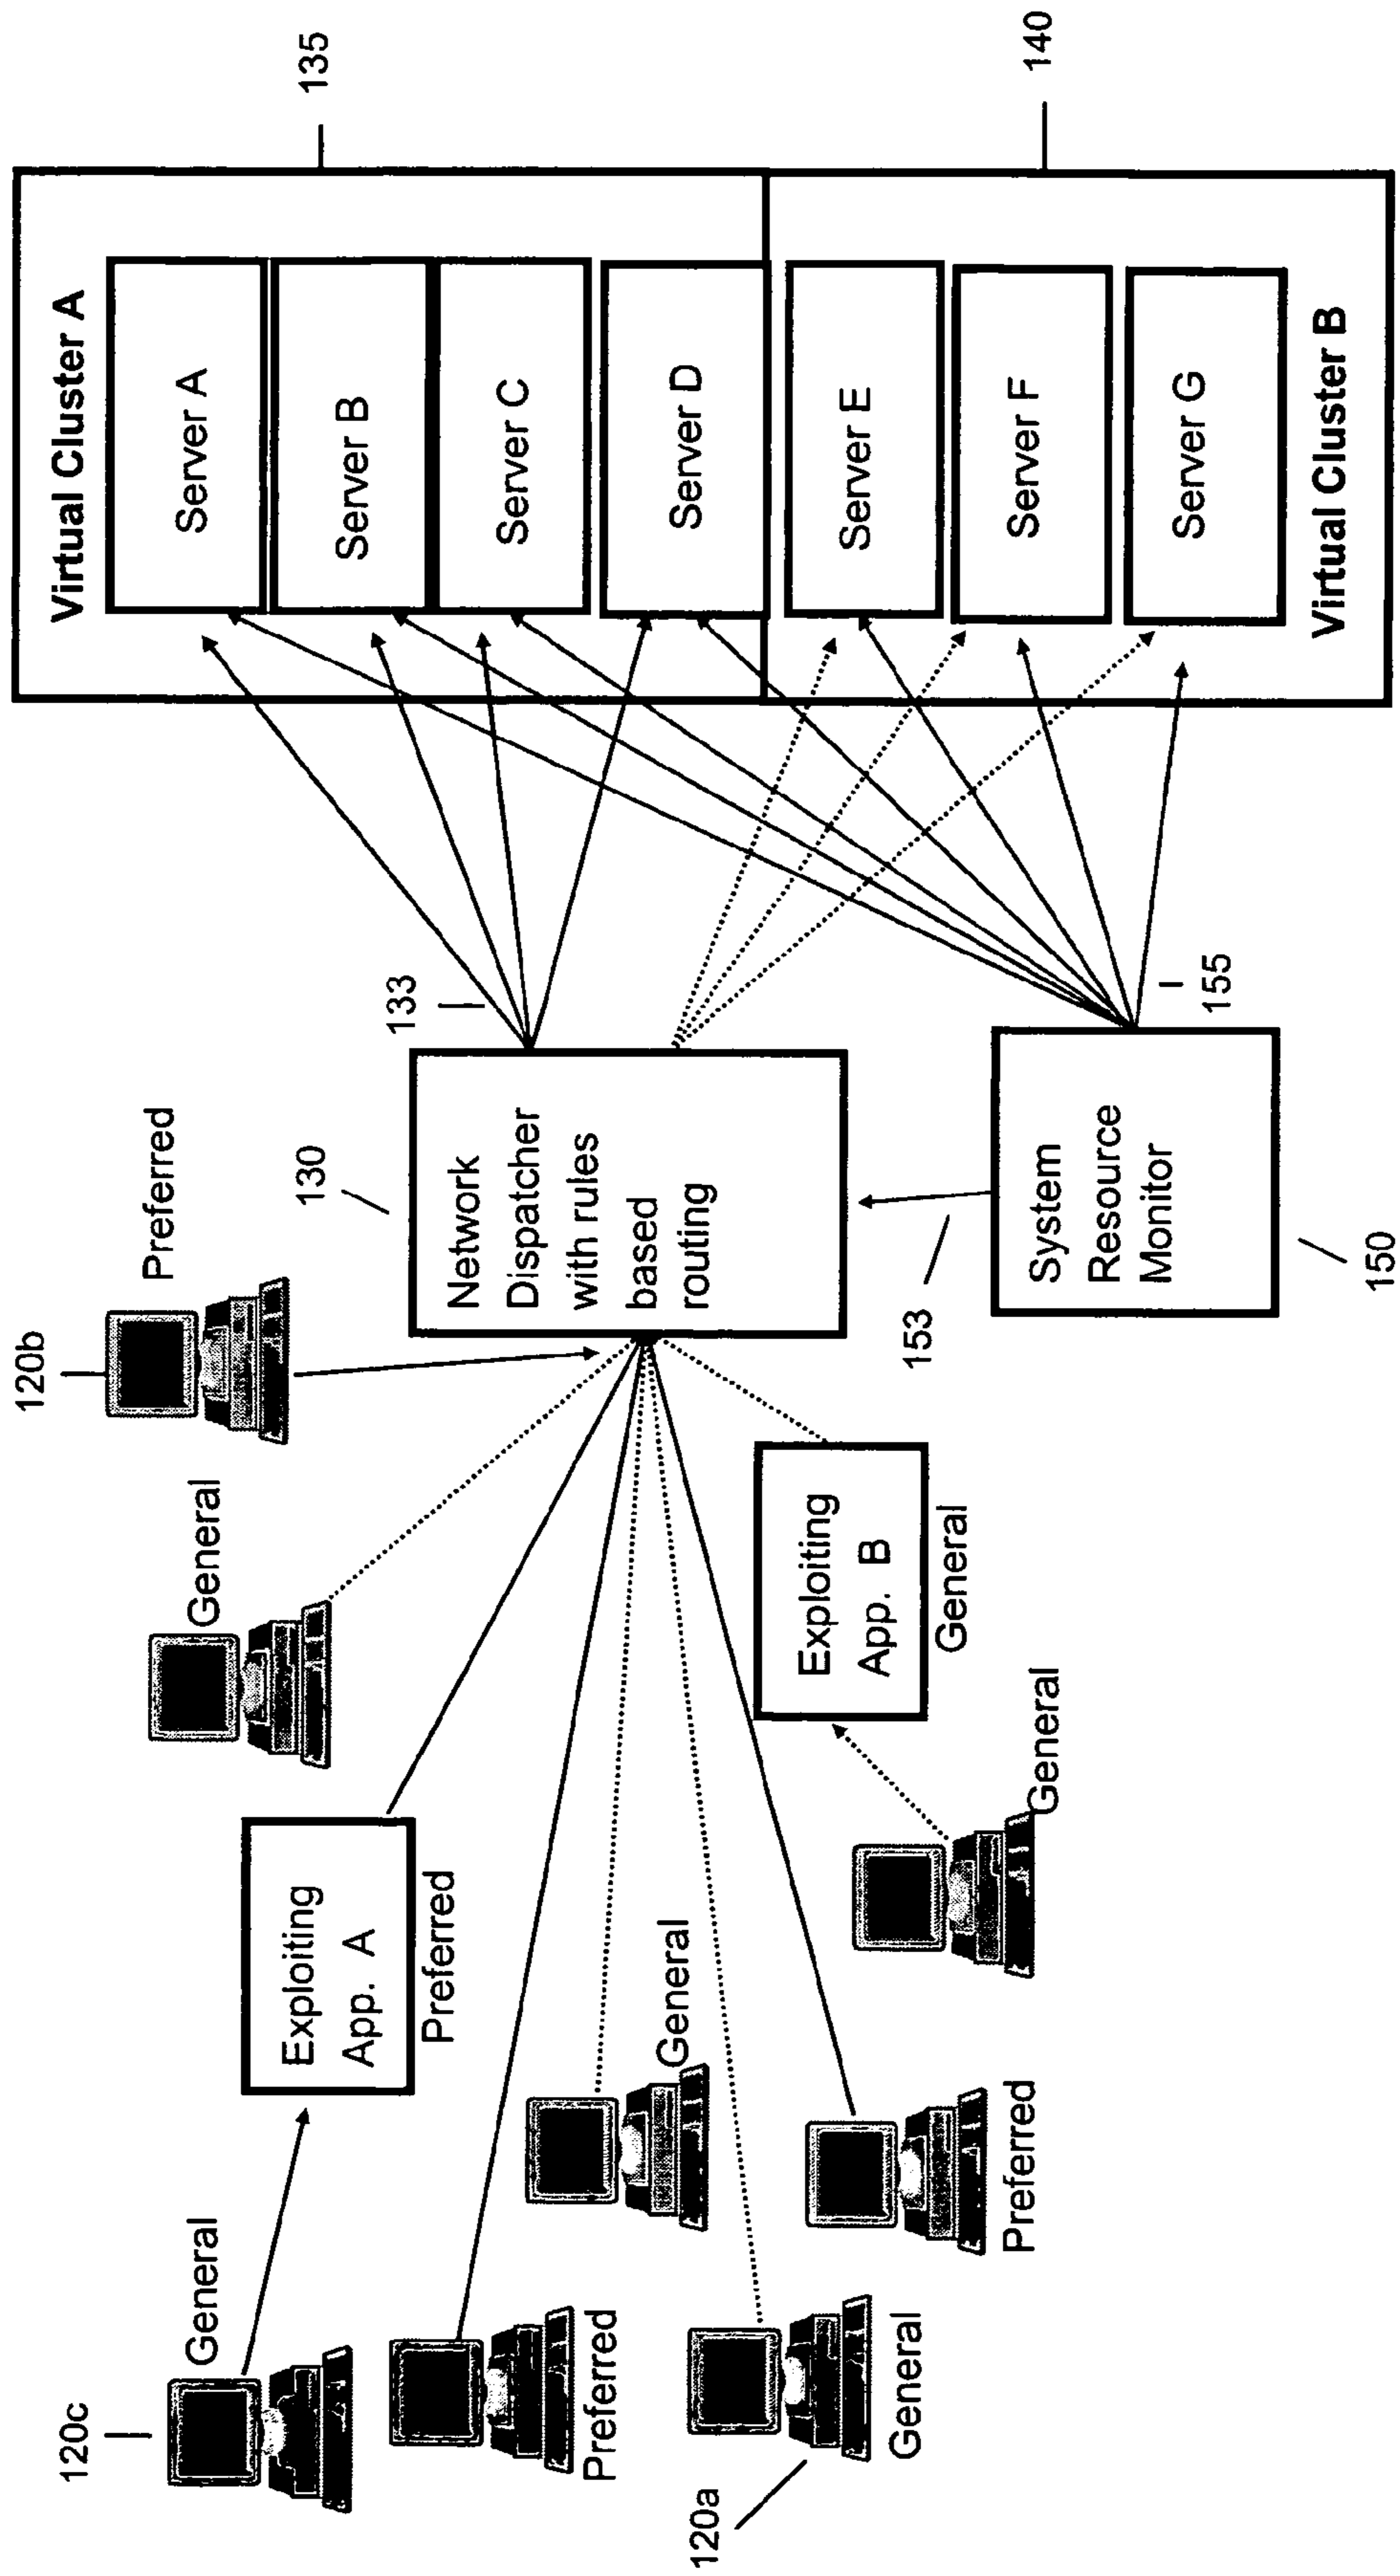 120c
General
Exploiting
App. A
Preferred
General
120b
Preferred
Preferred
General
120a
General
Preferred
General
Exploiting
App. B
General
130
Network
Dispatcher
with rules
based
routing
133
153
System
Resource
Monitor
150
155
Virtual Cluster A
Server A
Server B
Server C
Server D
Server E
Server F
Server G
Virtual Cluster B
135
140